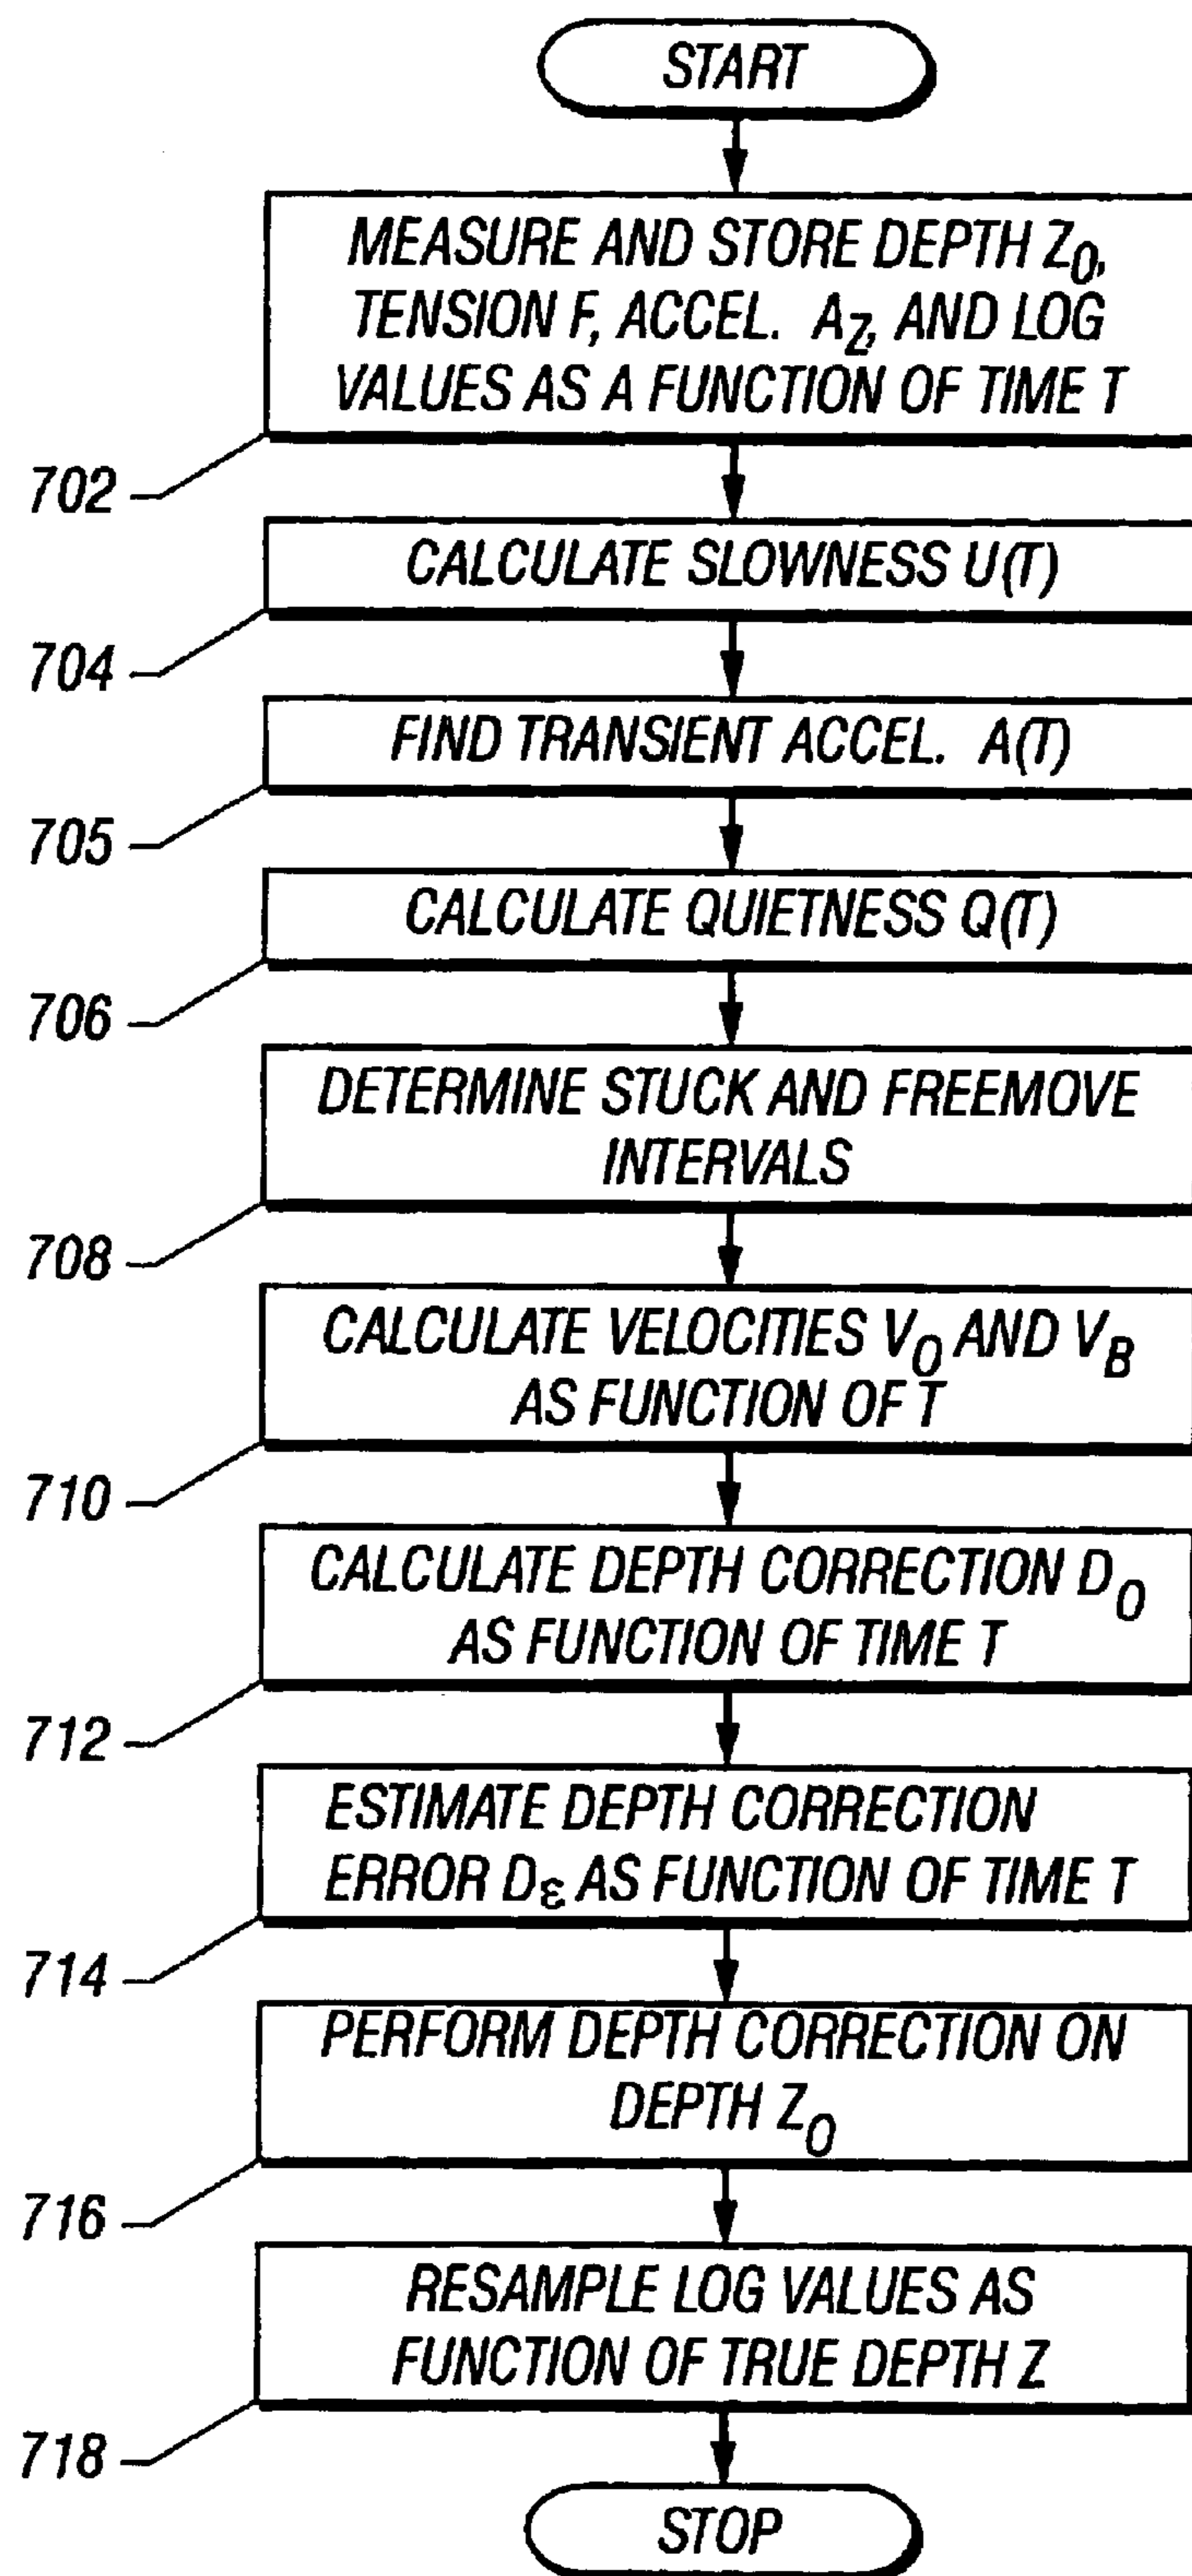 START
MEASURE AND STORE DEPTH Z₀,
TENSION F, ACCEL. A_Z, AND LOG
VALUES AS A FUNCTION OF TIME T
702
CALCULATE SLOWNESS U(T)
704
FIND TRANSIENT ACCEL. A(T)
705
CALCULATE QUIETNESS Q(T)
706
DETERMINE STUCK AND FREEMOVE
INTERVALS
708
CALCULATE VELOCITIES V₀ AND V_B
AS FUNCTION OF T
710
CALCULATE DEPTH CORRECTION D₀
AS FUNCTION OF TIME T
712
ESTIMATE DEPTH CORRECTION
ERROR D_ε AS FUNCTION OF TIME T
714
PERFORM DEPTH CORRECTION ON
DEPTH Z₀
716
RESAMPLE LOG VALUES AS
FUNCTION OF TRUE DEPTH Z
718
STOP